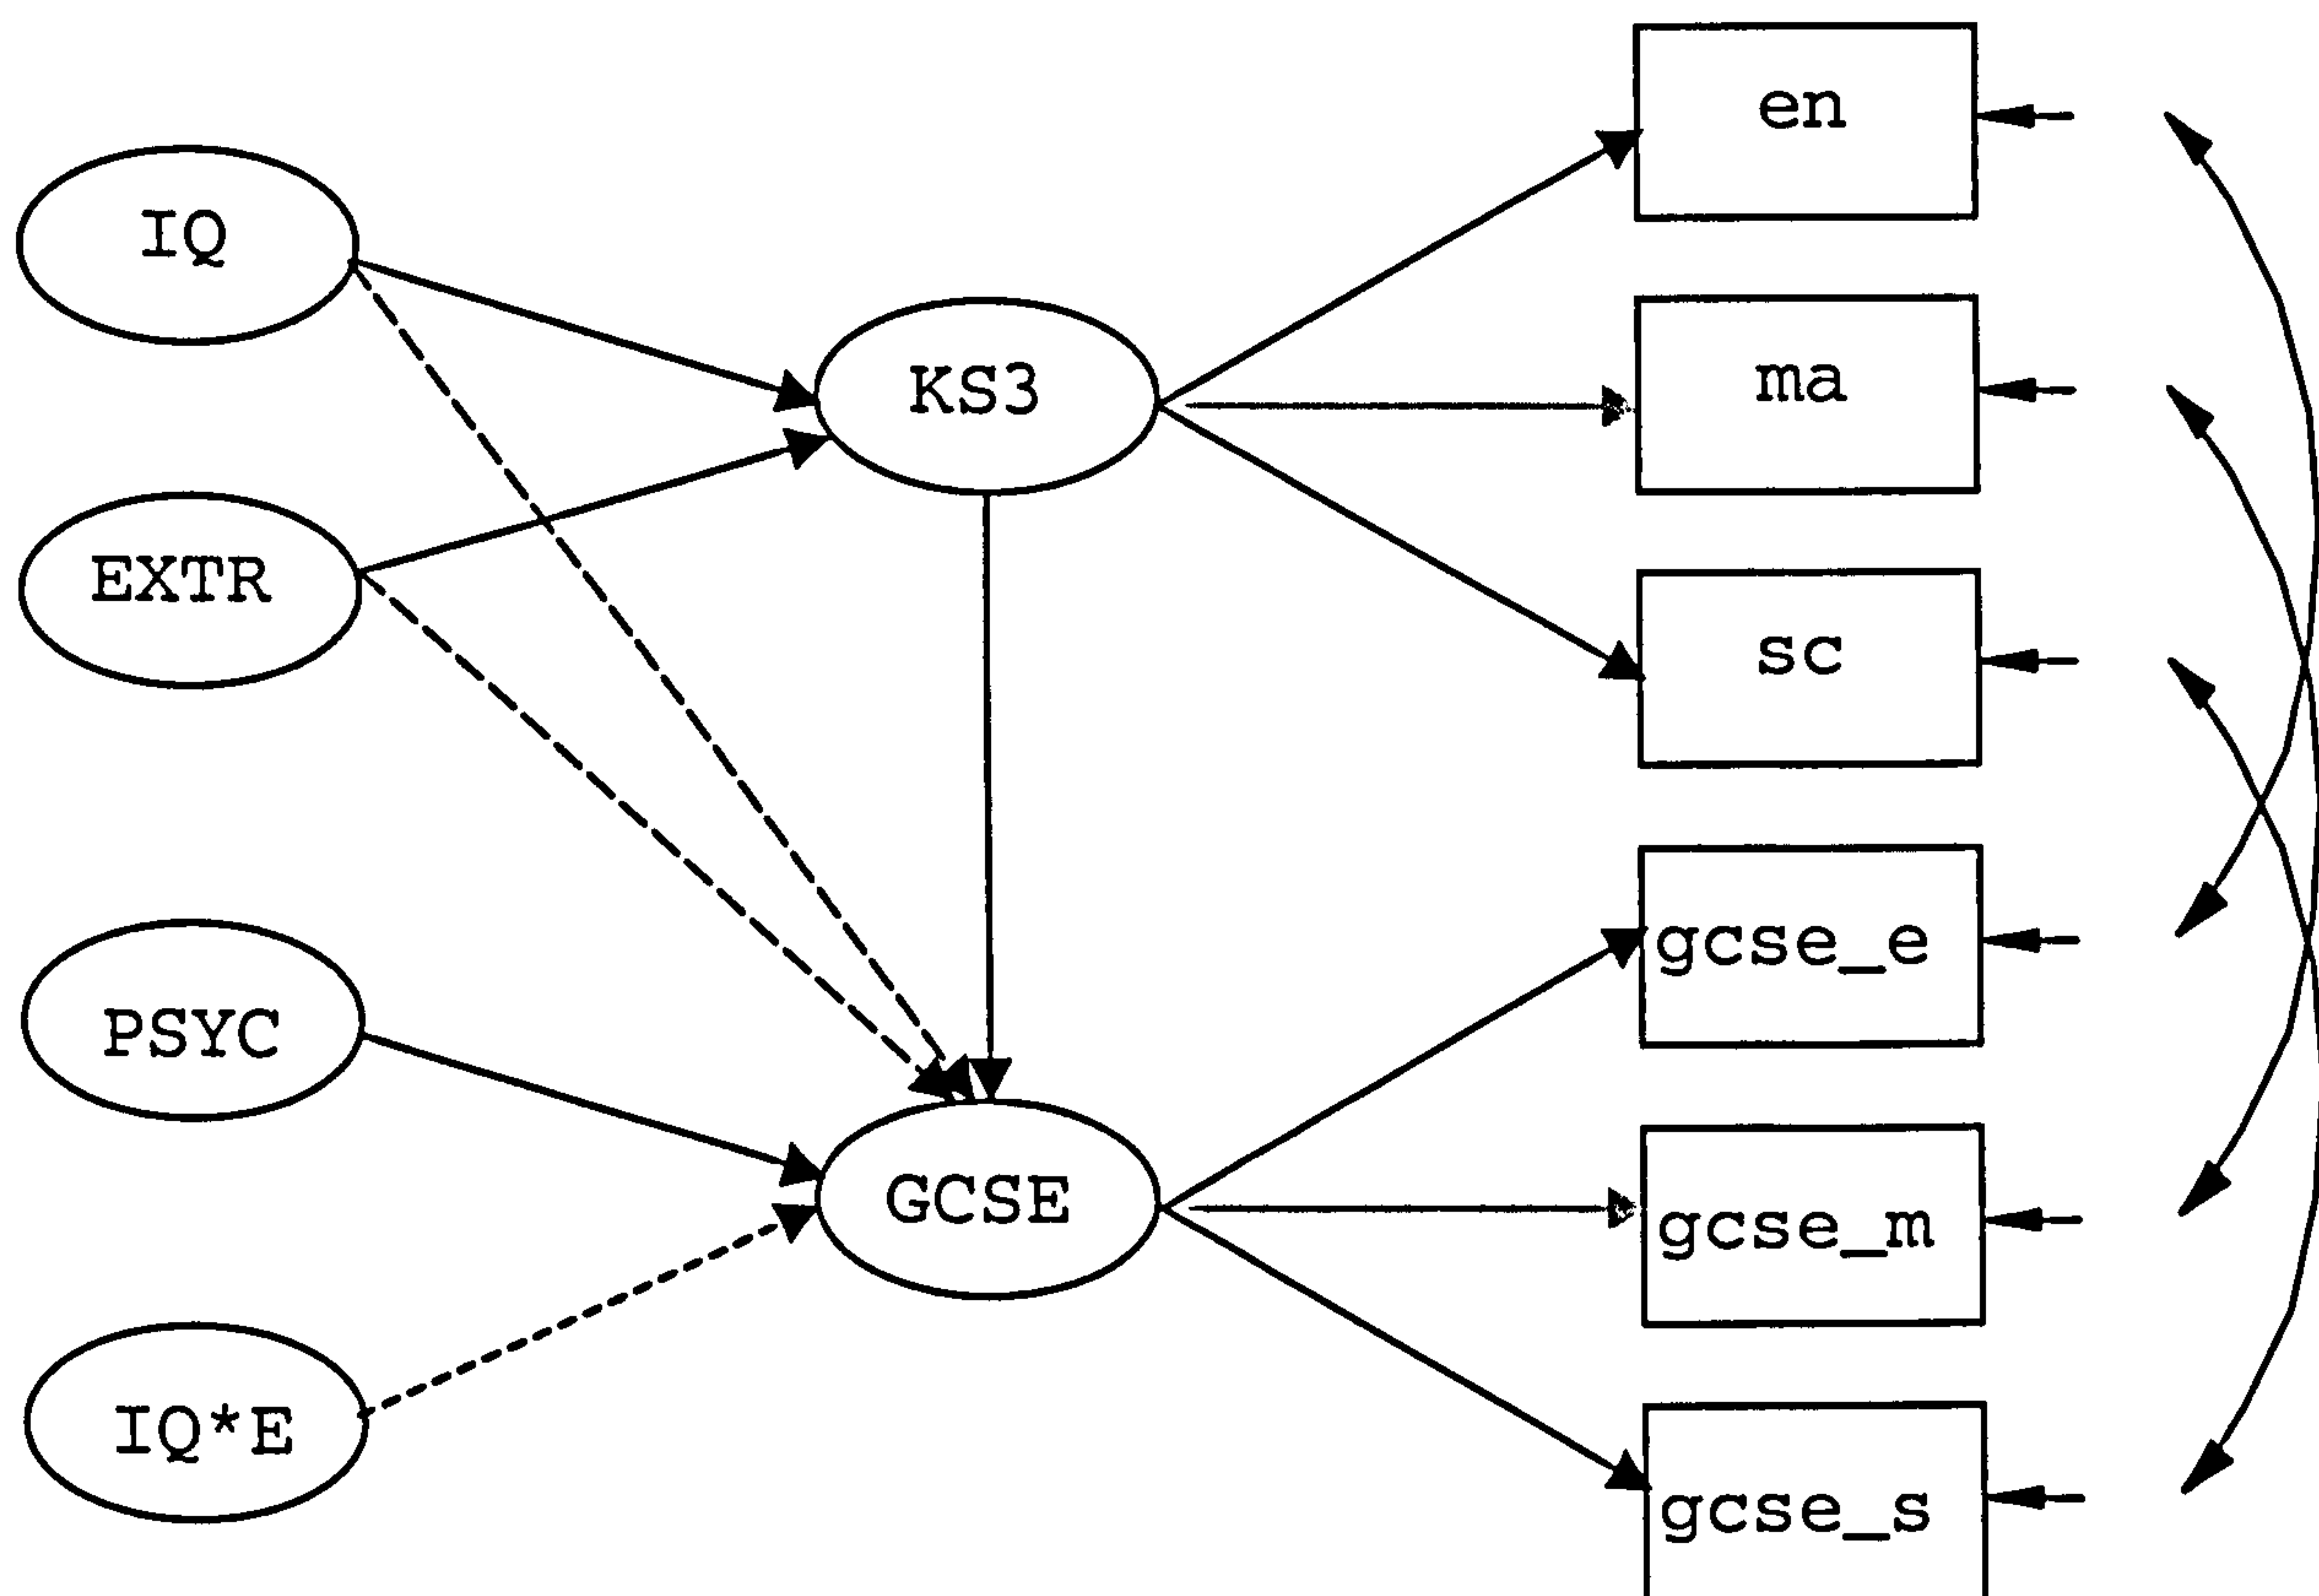 en
IQ
ma
KS3
EXTR
sc
gcse_e
PSYC
GCSE
gcse_m
IQ*E
gcse_s